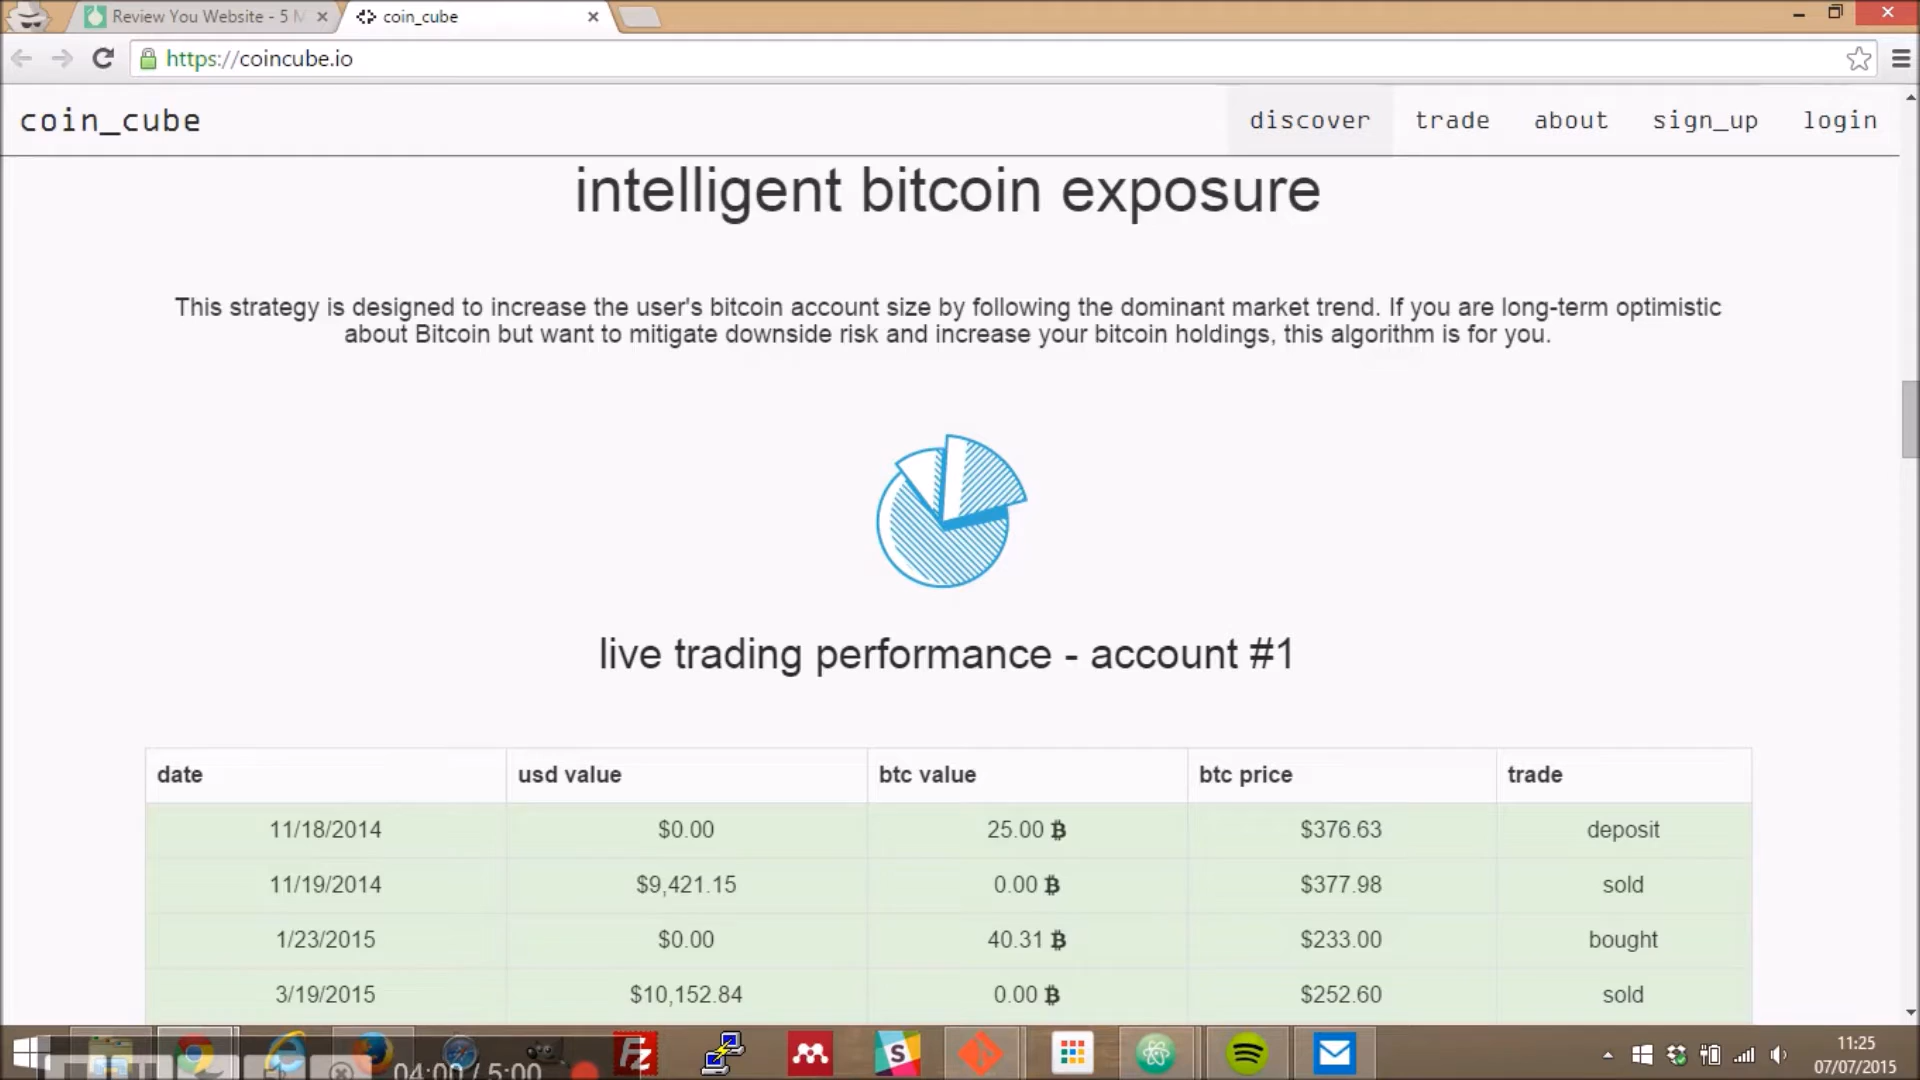 Review You Website - 5 M
coin_cube
https://coincube.io
coin_cube
discover
trade
about
sign_up
login
intelligent bitcoin exposure
This strategy is designed to increase the user's bitcoin account size by following the dominant market trend. If you are long-term optimistic
about Bitcoin but want to mitigate downside risk and increase your bitcoin holdings, this algorithm is for you.
live trading performance - account #1
date usd value btc value btc price trade
11/18/2014 $0.00 25.00 ₿ $376.63 deposit
11/19/2014 $9,421.15 0.00 ₿ $377.98 sold
1/23/2015 $0.00 40.31 ₿ $233.00 bought
3/19/2015 $10,152.84 0.00 ₿ $252.60 sold
04:00 / 5:00
Fz
S
11:25
07/07/2015